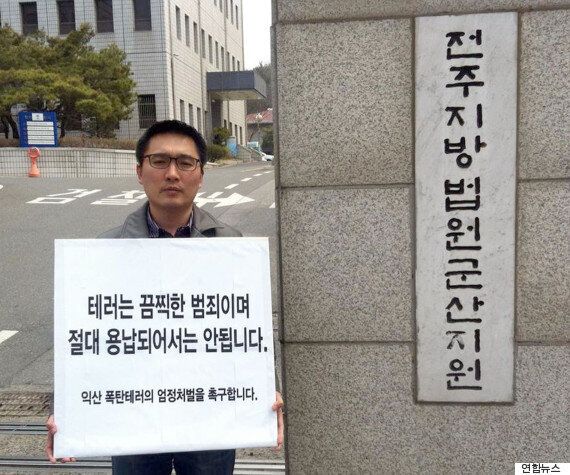 테러는 끔찍한 범죄이며
절대 용납되어서는 안됩니다.
익산 폭탄테러의 엄정처벌을 촉구합니다.
전주지방법원군산지원
검찰
연합뉴스